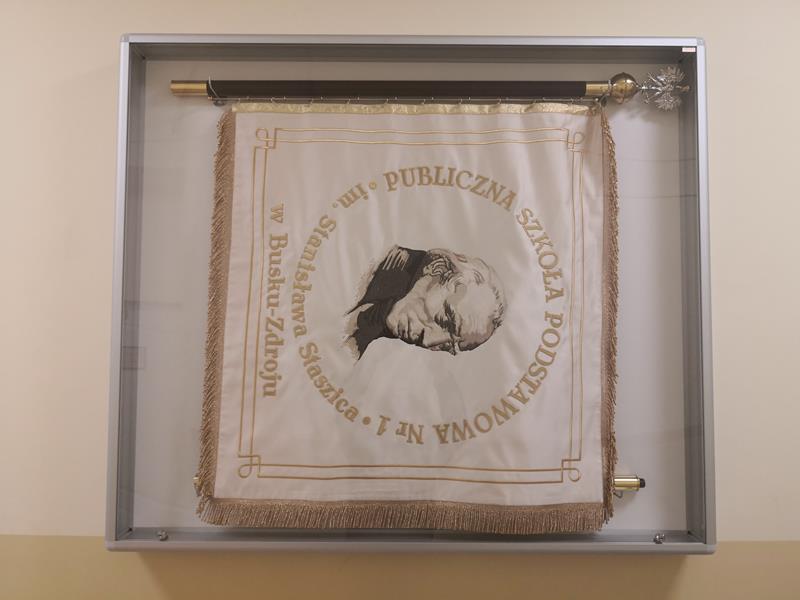 PUBLICZNA SZKOŁA PODSTAWOWA Nr 1
• im. Stanisława Staszica •
w Busku-Zdroju